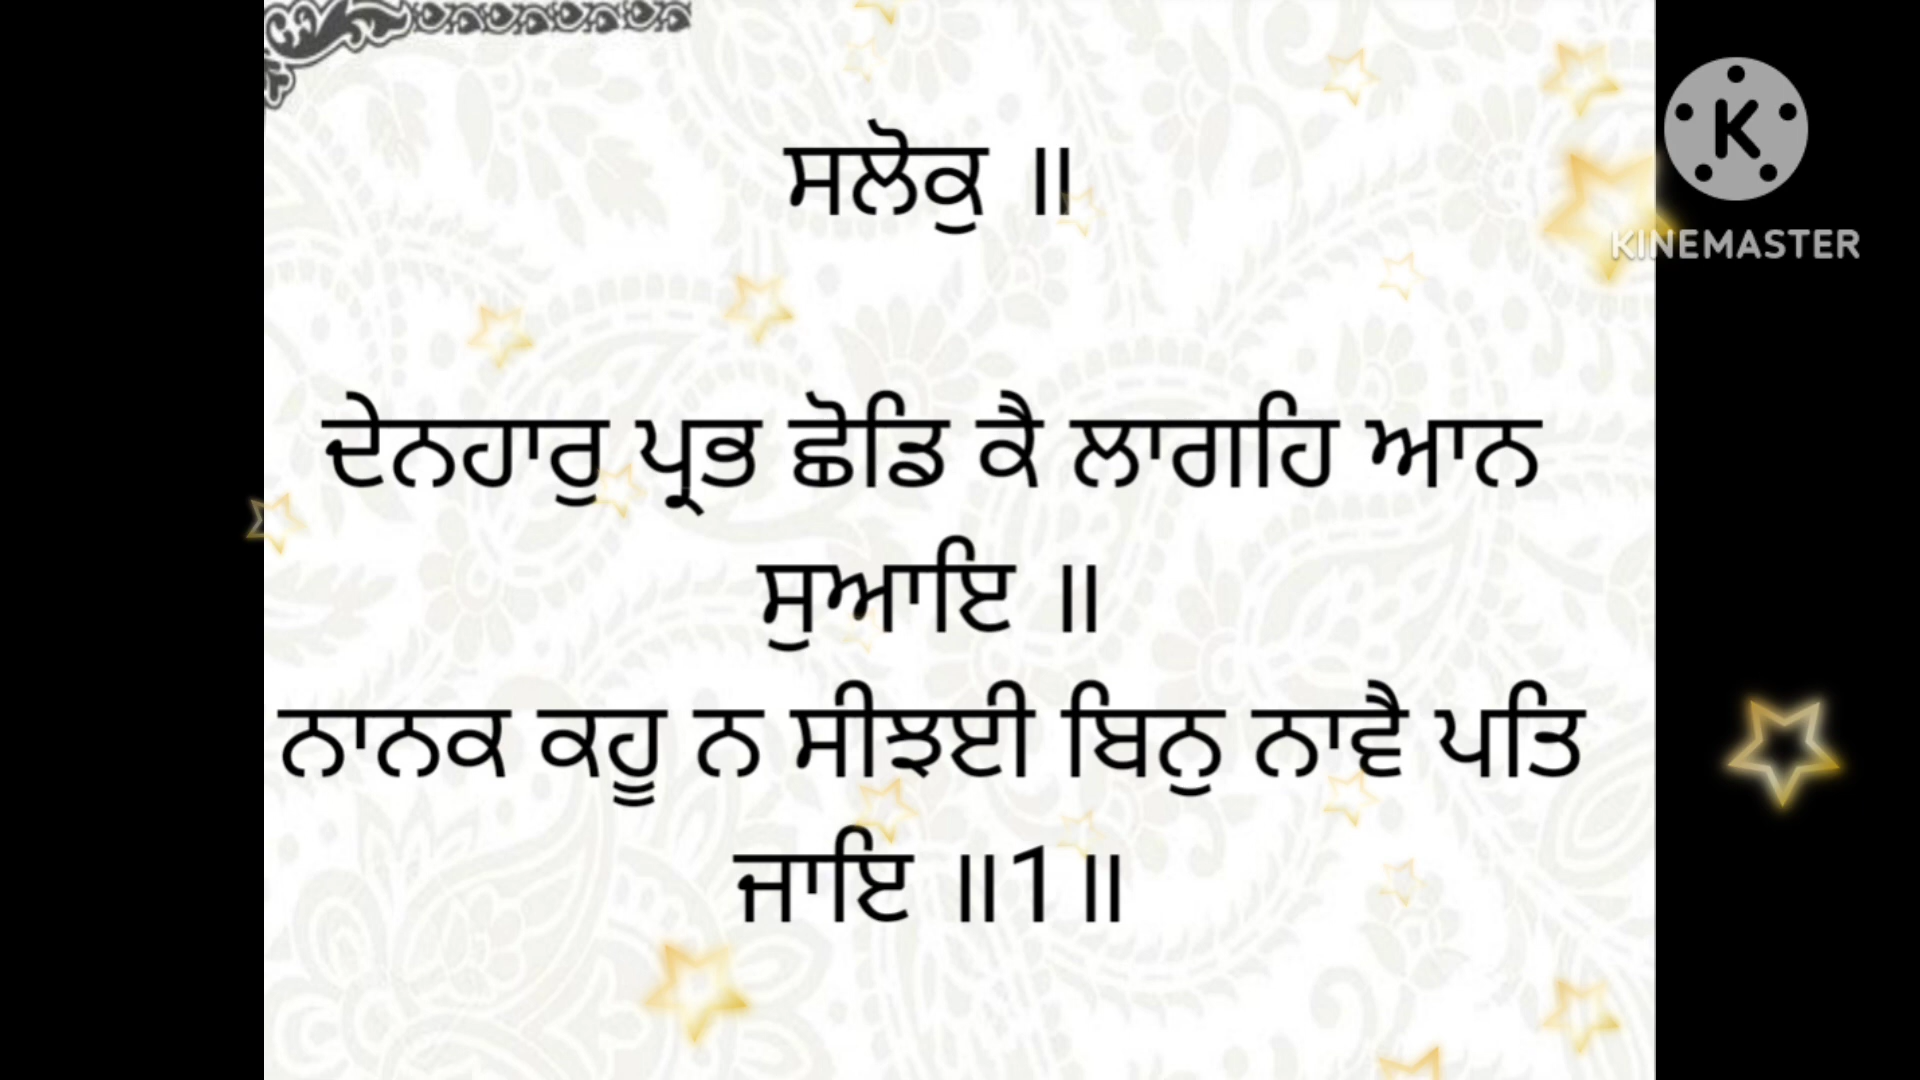 ਸਲੋਕੁ ॥
ਦੇਨਹਾਰੁ ਪ੍ਰਭ ਛੋਡਿ ਕੈ ਲਾਗਹਿ ਆਨ
ਸੁਆਇ ॥
ਨਾਨਕ ਕਹੂ ਨ ਸੀਝਈ ਬਿਨੁ ਨਾਵੈ ਪਤਿ
ਜਾਇ ॥1॥
K
KINEMASTER